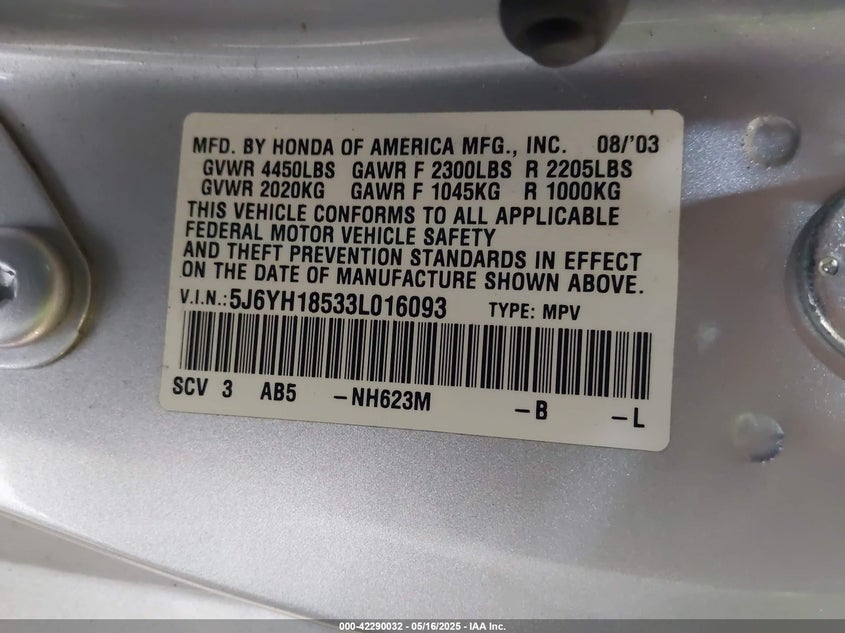 MFD. BY HONDA OF AMERICA MFG., INC. 08/'03
GVWR 4450LBS GAWR F 2300LBS R 2205LBS
GVWR 2020KG GAWR F 1045KG R 1000KG
THIS VEHICLE CONFORMS TO ALL APPLICABLE
FEDERAL MOTOR VEHICLE SAFETY
AND THEFT PREVENTION STANDARDS IN EFFECT
ON THE DATE OF MANUFACTURE SHOWN ABOVE.
V.I.N.: 5J6YH18533L016093 TYPE: MPV
SCV 3 AB5 -NH623M -B -L
000-42290032 - 05/16/2025 - IAA Inc.